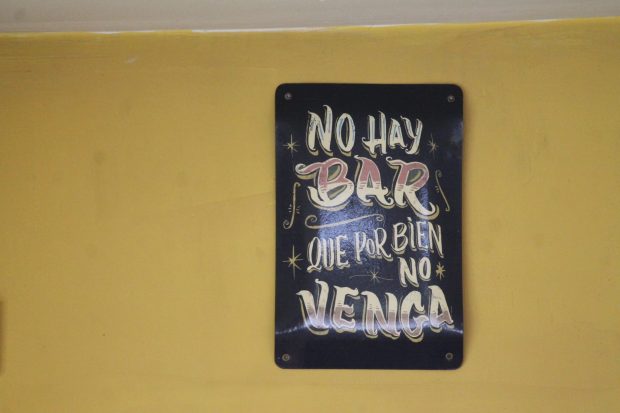 NO HAY
BAR
QUE POR BIEN
NO
VENGA